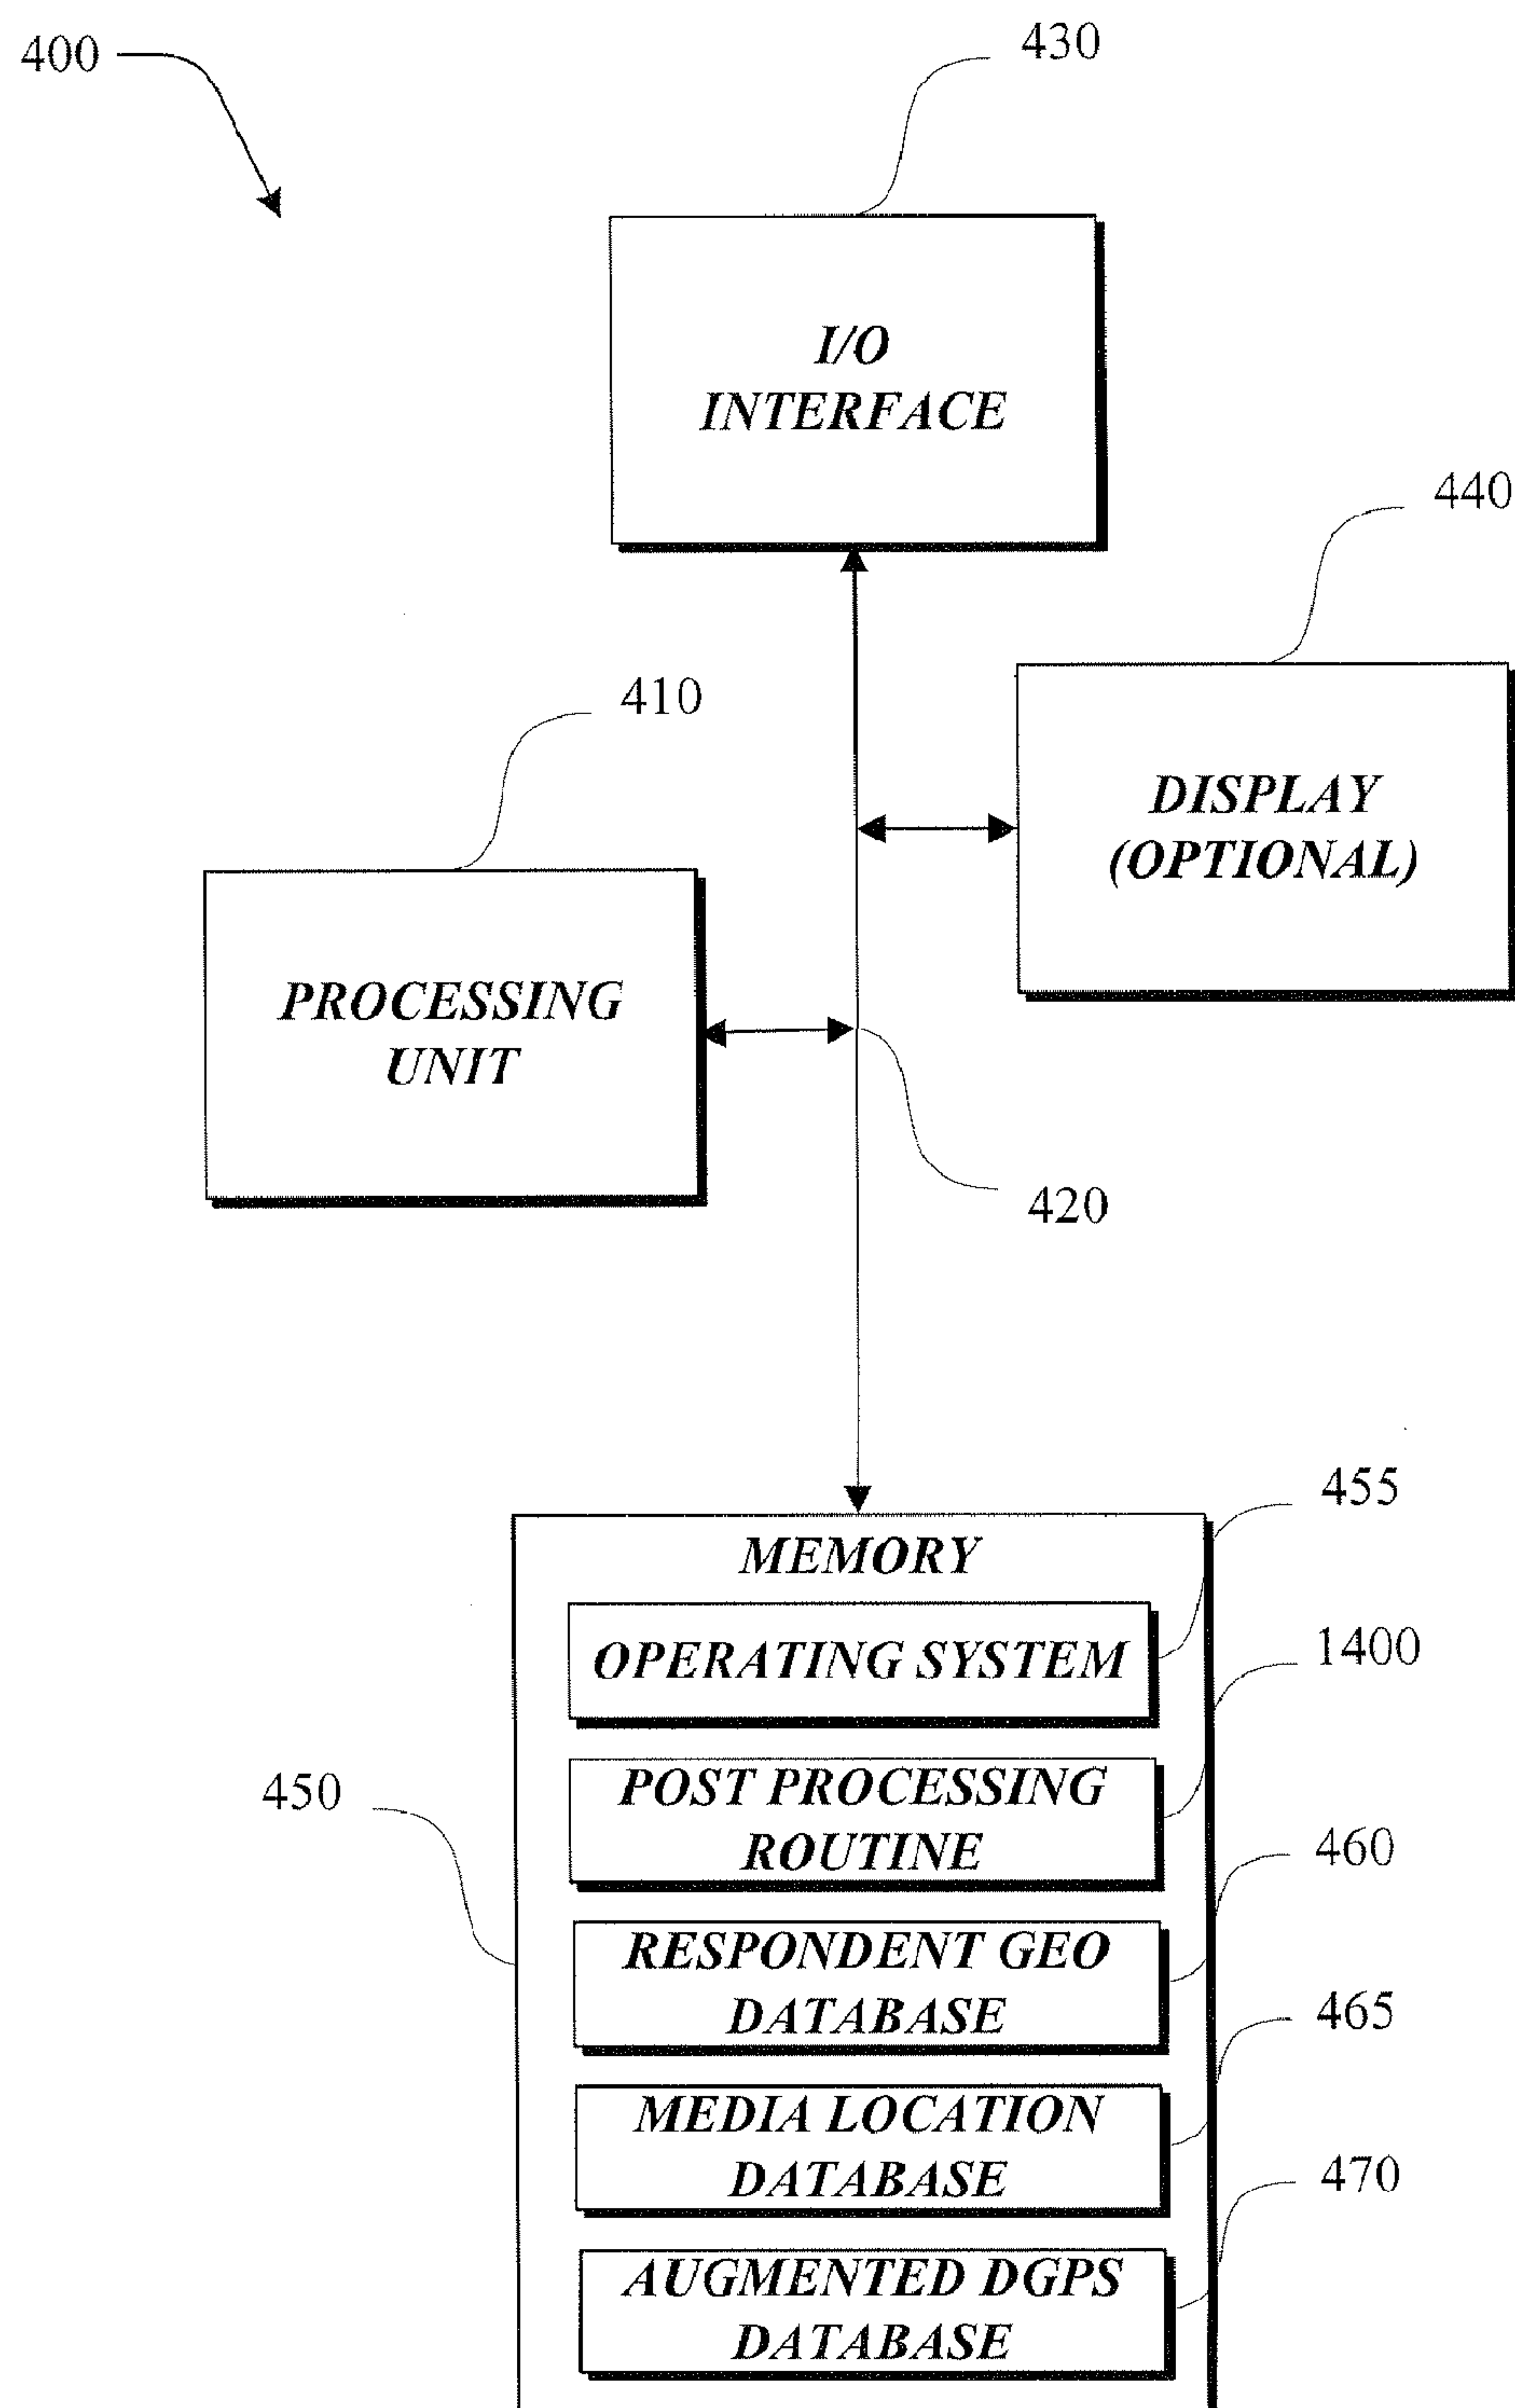 400
430
I/O
INTERFACE
440
410
DISPLAY
(OPTIONAL)
PROCESSING
UNIT
420
455
MEMORY
OPERATING SYSTEM
1400
POST PROCESSING
ROUTINE
450
460
RESPONDENT GEO
DATABASE
465
MEDIA LOCATION
DATABASE
470
AUGMENTED DGPS
DATABASE